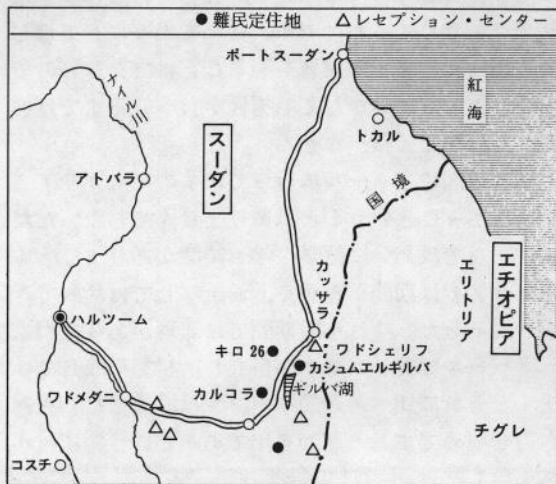 ●難民定住地 △レセプション・センター
ポートスーダン
ナイル川
紅海
トカル
スーダン
アトバラ
国境
エチオピア
エリトリア
カッサラ
ハルツーム
ワドシェリフ
キロ26
カシュムエルギルバ
カルコラ
ギルバ湖
ワドメダニ
チグレ
コスチ